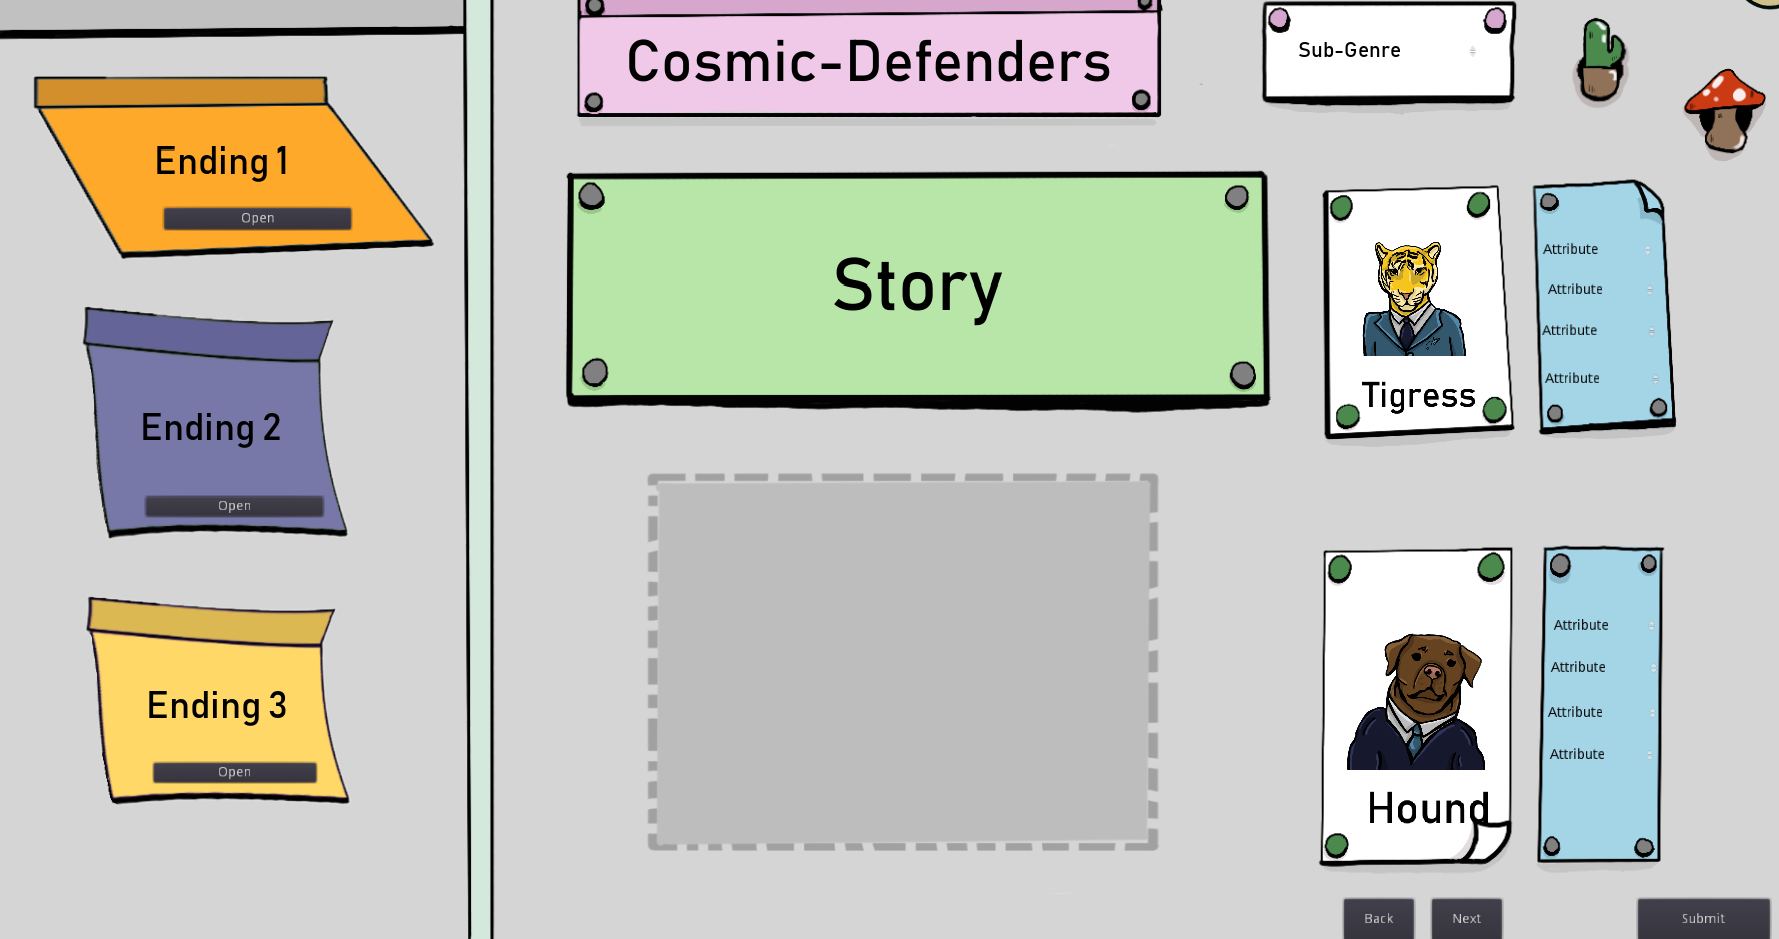 Cosmic-Defenders
Sub-Genre
Ending 1
Open
Ending 2
Open
Ending 3
Open
Story
Tigress
Attribute
Attribute
Attribute
Attribute
Hound
Attribute
Attribute
Attribute
Attribute
Back
Next
Submit